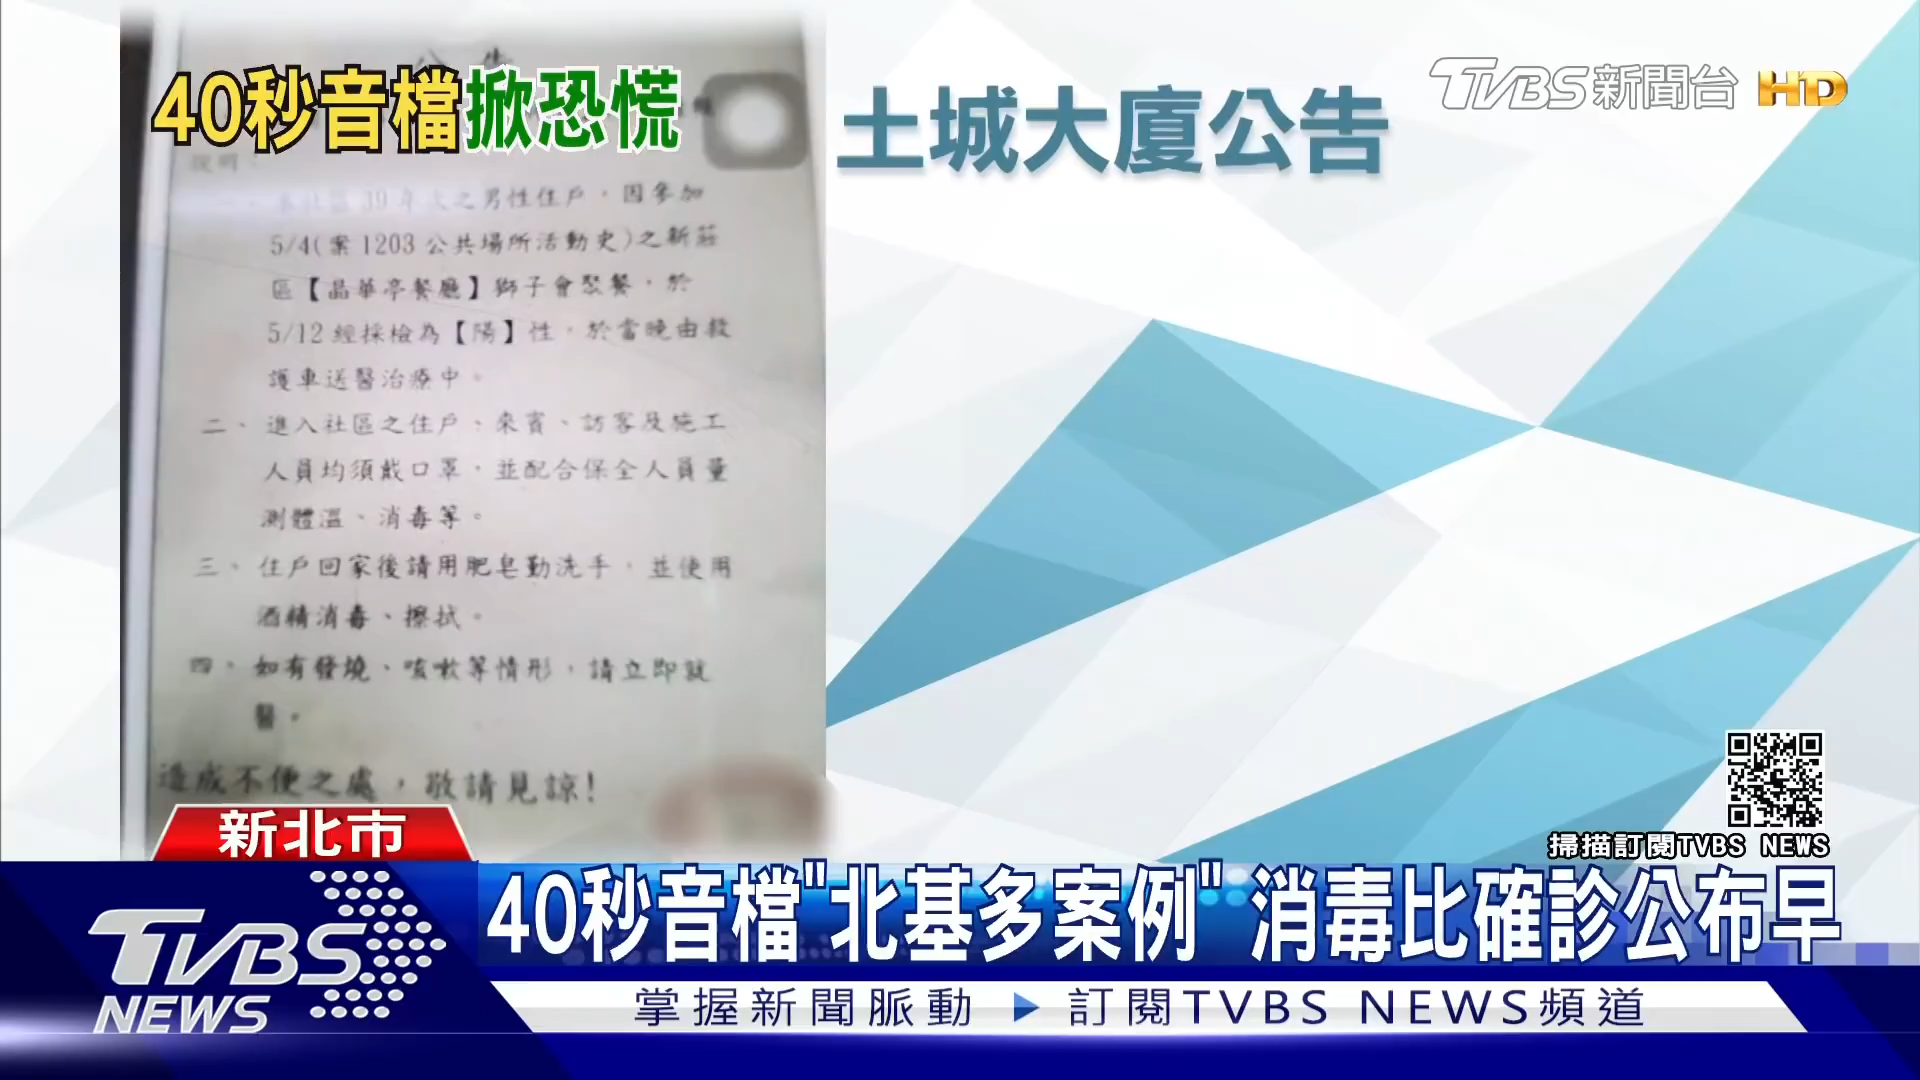 40秒音檔掀恐慌
土城大廈公告
TVBS新聞台 HD
公告
說明：
一、本社區39年次之男性住戶，因參加
5/4(案1203公共場所活動史)之新莊
區【晶華亭餐廳】獅子會聚餐，於
5/12經採檢為【陽】性，於當晚由救
護車送醫治療中。
二、進入社區之住戶、來賓、訪客及施工
人員均須戴口罩，並配合保全人員量
測體溫、消毒等。
三、住戶回家後請用肥皂勤洗手，並使用
酒精消毒、擦拭。
四、如有發燒、咳嗽等情形，請立即就
醫。
造成不便之處，敬請見諒!
掃描訂閱TVBS NEWS
新北市
40秒音檔"北基多案例" 消毒比確診公布早
TVBS NEWS
掌握新聞脈動 ▶ 訂閱TVBS NEWS頻道